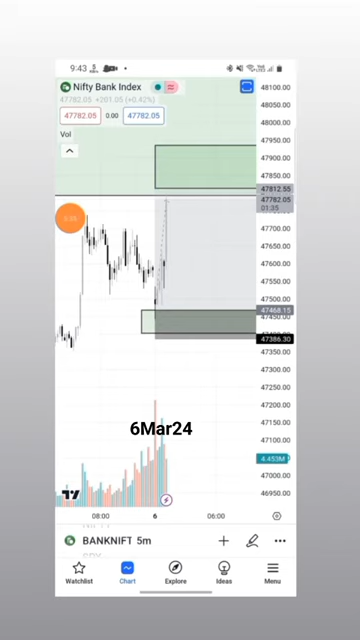 9:43
Nifty Bank Index
47782.05 +201.05 (+0.42%)
47782.05 0.00 47782.05
Vol
48100.00
48050.00
48000.00
47950.00
47900.00
47850.00
47812.55
47782.05
01:35
47700.00
47650.00
47600.00
47550.00
47500.00
47468.15
47386.30
47350.00
47300.00
47250.00
47200.00
47150.00
47100.00
47050.00
4.453M
47000.00
46950.00
6Mar24
08:00 6 06:00
BANKNIFT 5m
Watchlist Chart Explore Ideas Menu